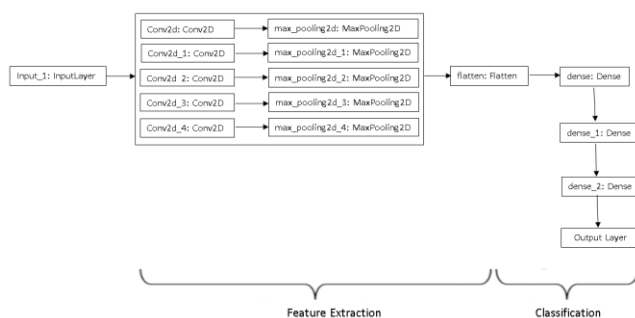 Conv2d: Conv2D
max_pooling2d: MaxPooling2D
Conv2d_1: Conv2D
max_pooling2d_1: MaxPooling2D
Input_1: InputLayer
Conv2d_2: Conv2D
max_pooling2d_2: MaxPooling2D
flatten: Flatten
dense: Dense
Conv2d_3: Conv2D
max_pooling2d_3: MaxPooling2D
Conv2d_4: Conv2D
max_pooling2d_4: MaxPooling2D
dense_1: Dense
dense_2: Dense
Output Layer
Feature Extraction
Classification